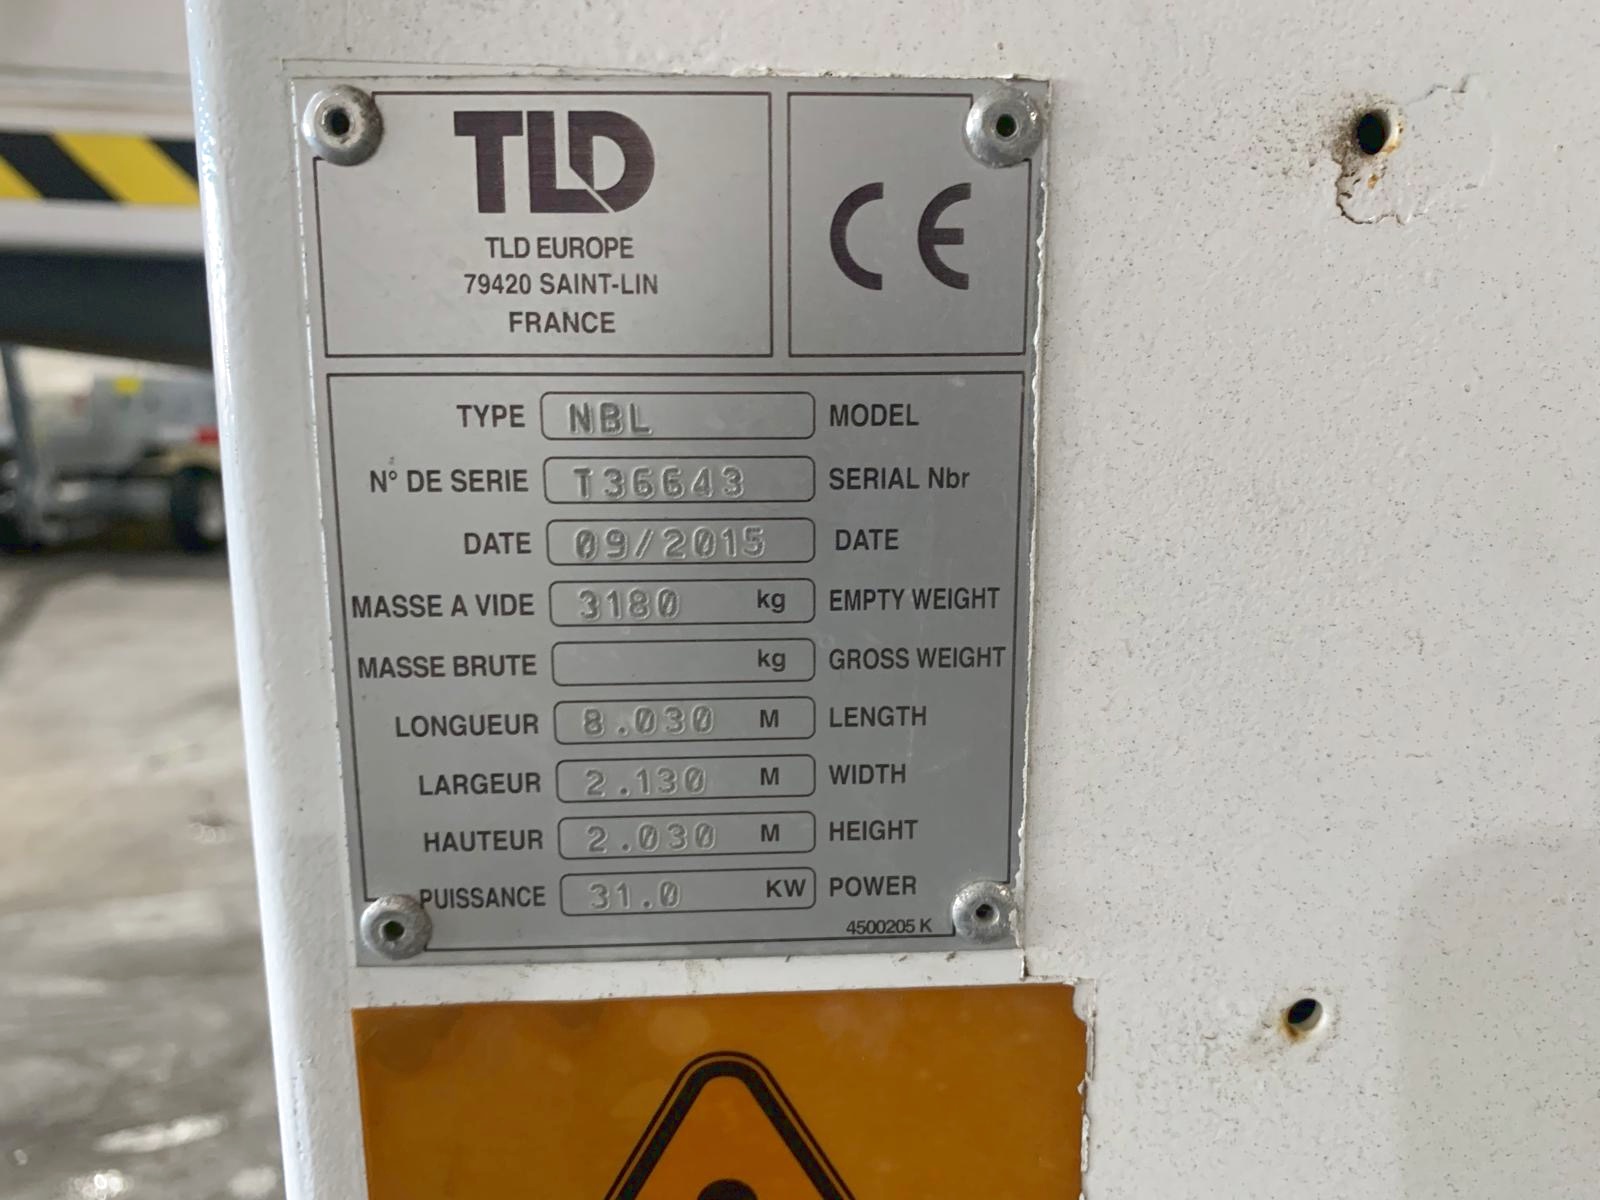 TLD
TLD EUROPE
79420 SAINT-LIN
FRANCE
CE
TYPE NBL MODEL
N° DE SERIE T36643 SERIAL Nbr
DATE 09/2015 DATE
MASSE A VIDE 3180 kg EMPTY WEIGHT
MASSE BRUTE kg GROSS WEIGHT
LONGUEUR 8.030 M LENGTH
LARGEUR 2.130 M WIDTH
HAUTEUR 2.030 M HEIGHT
PUISSANCE 31.0 KW POWER
4500205 K